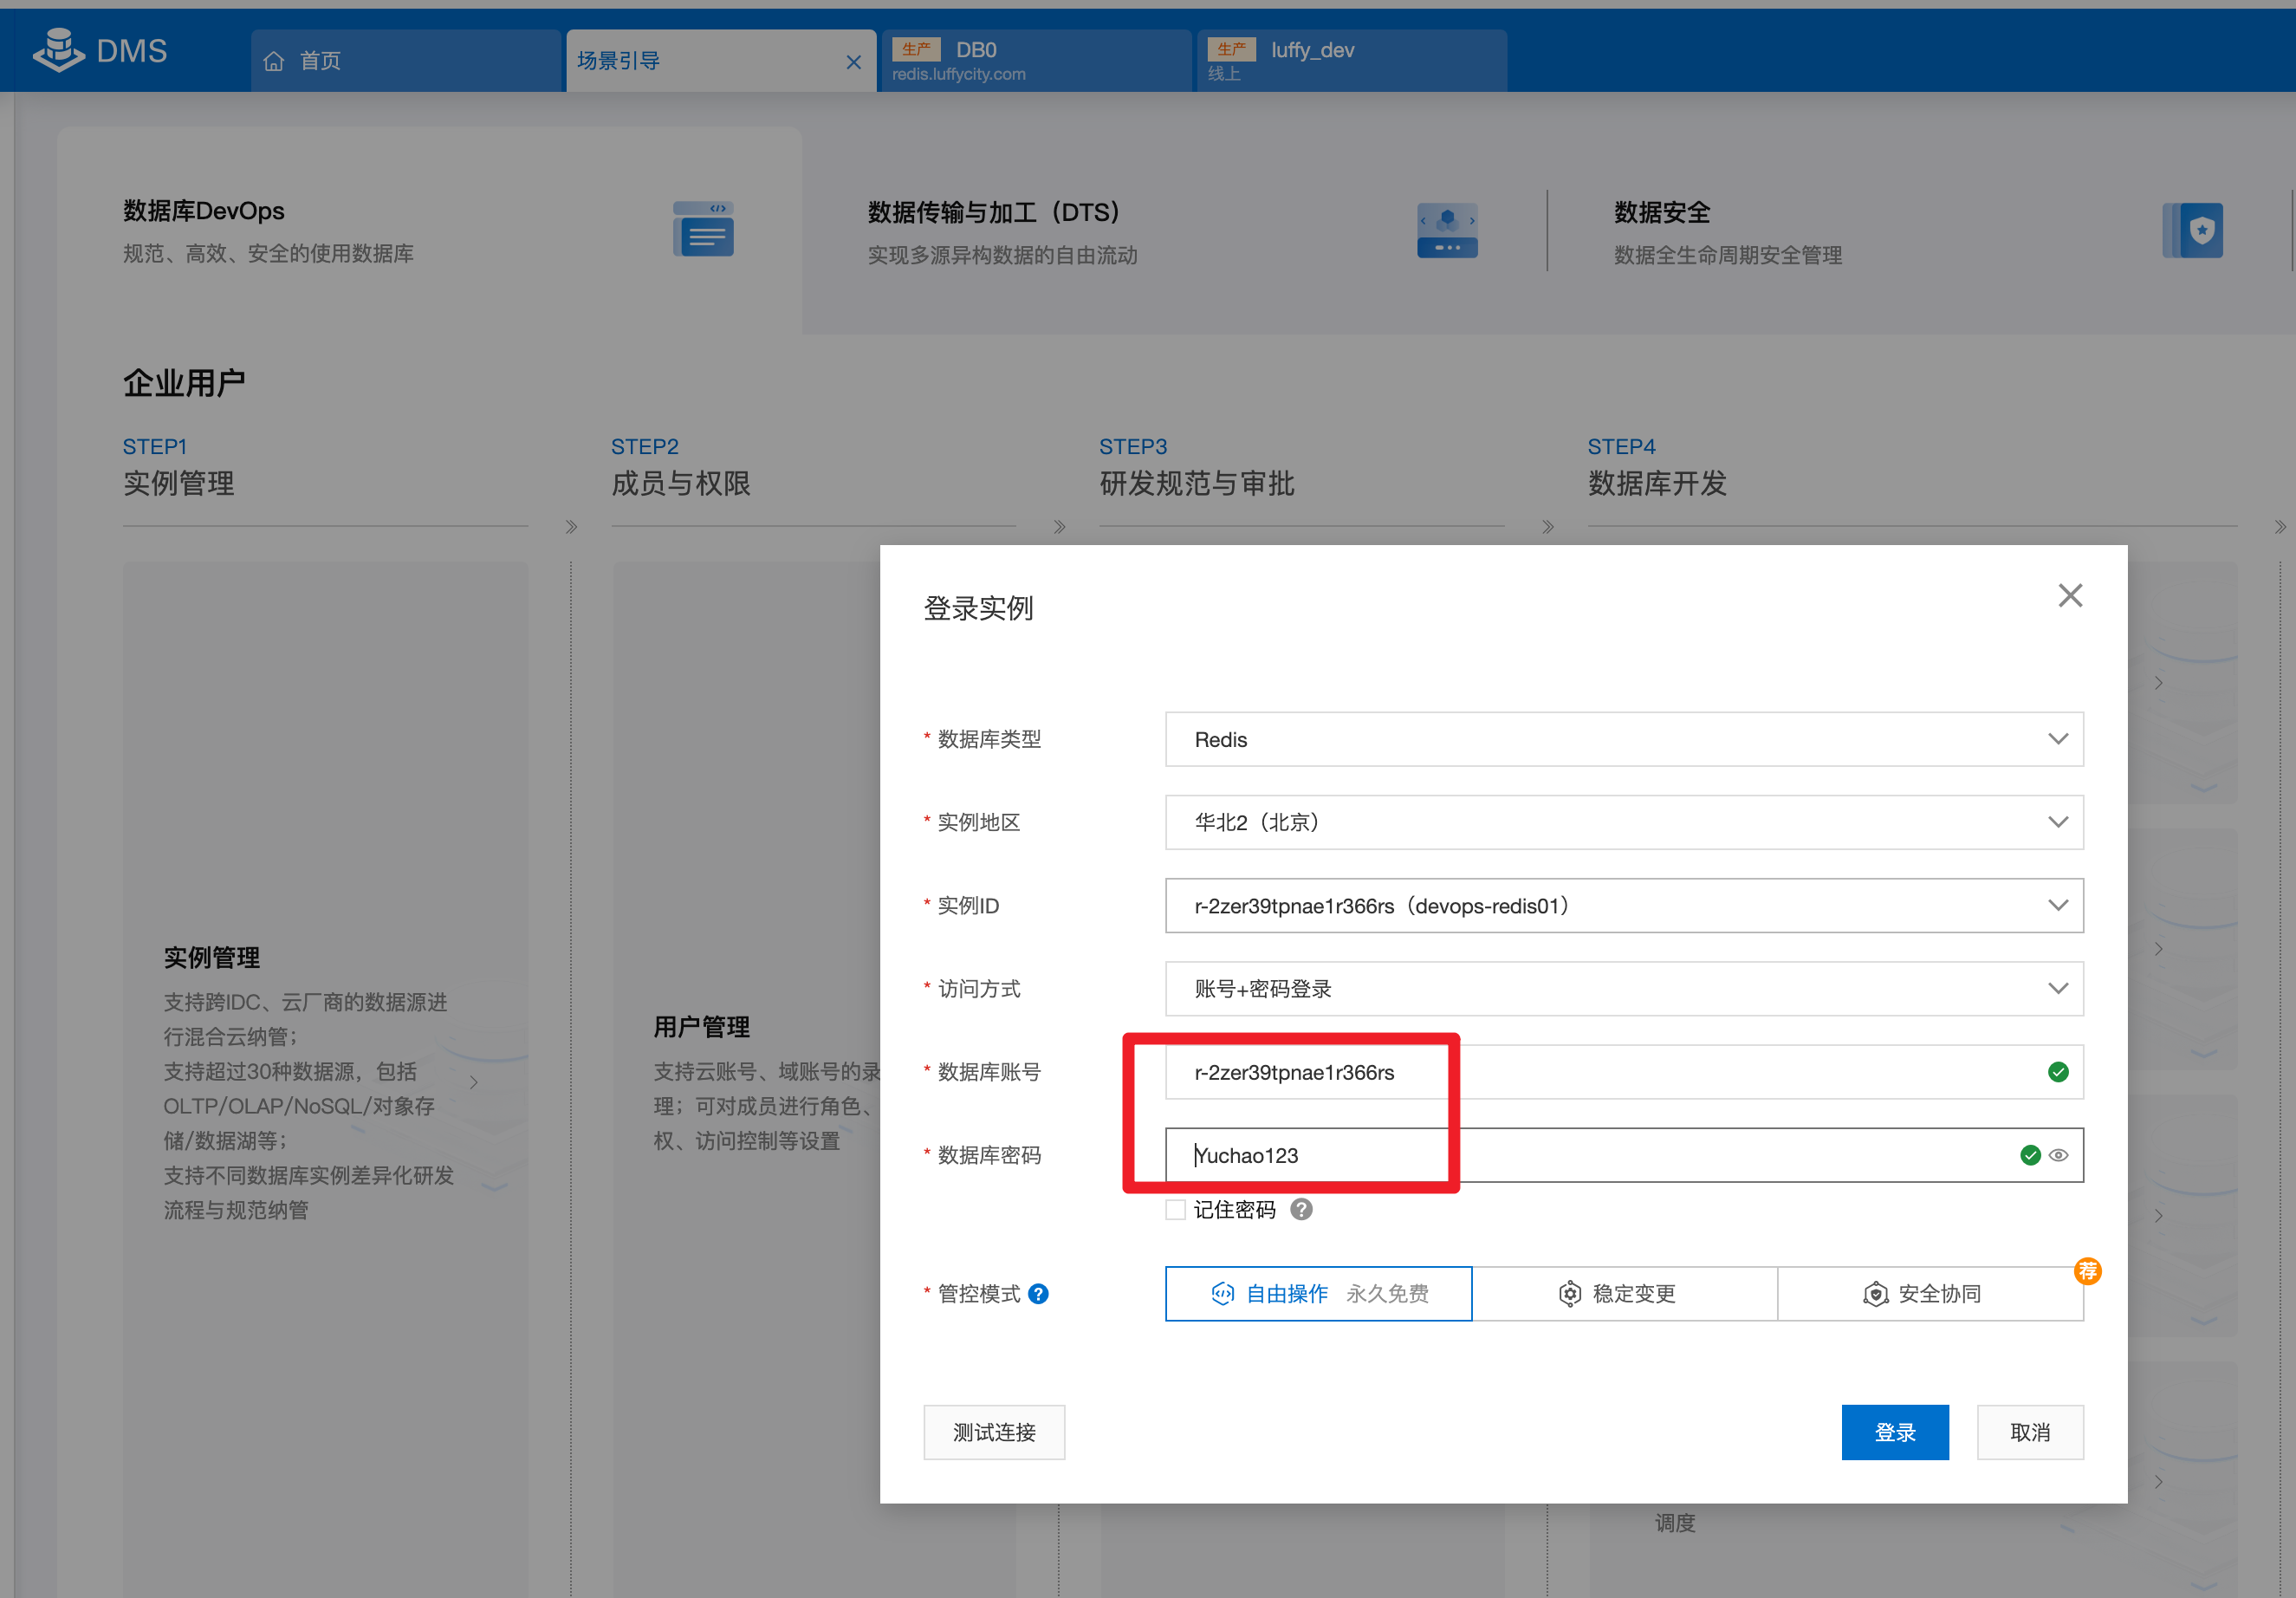 DMS
首页
场景引导
生产 DB0
redis.luffycity.com
生产 luffy_dev
线上
数据库DevOps
规范、高效、安全的使用数据库
数据传输与加工（DTS）
实现多源异构数据的自由流动
数据安全
数据全生命周期安全管理
企业用户
STEP1
实例管理
STEP2
成员与权限
STEP3
研发规范与审批
STEP4
数据库开发
实例管理
支持跨IDC、云厂商的数据源进
行混合云纳管；
支持超过30种数据源，包括
OLTP/OLAP/NoSQL/对象存
储/数据湖等；
支持不同数据库实例差异化研发
流程与规范纳管
用户管理
支持云账号、域账号的录
理；可对成员进行角色、
权、访问控制等设置
登录实例
* 数据库类型 Redis
* 实例地区 华北2（北京）
* 实例ID r-2zer39tpnae1r366rs（devops-redis01）
* 访问方式 账号+密码登录
* 数据库账号 r-2zer39tpnae1r366rs
* 数据库密码 Yuchao123
记住密码 ?
* 管控模式 ? 自由操作 永久免费 稳定变更 安全协同 荐
测试连接 登录 取消
调度